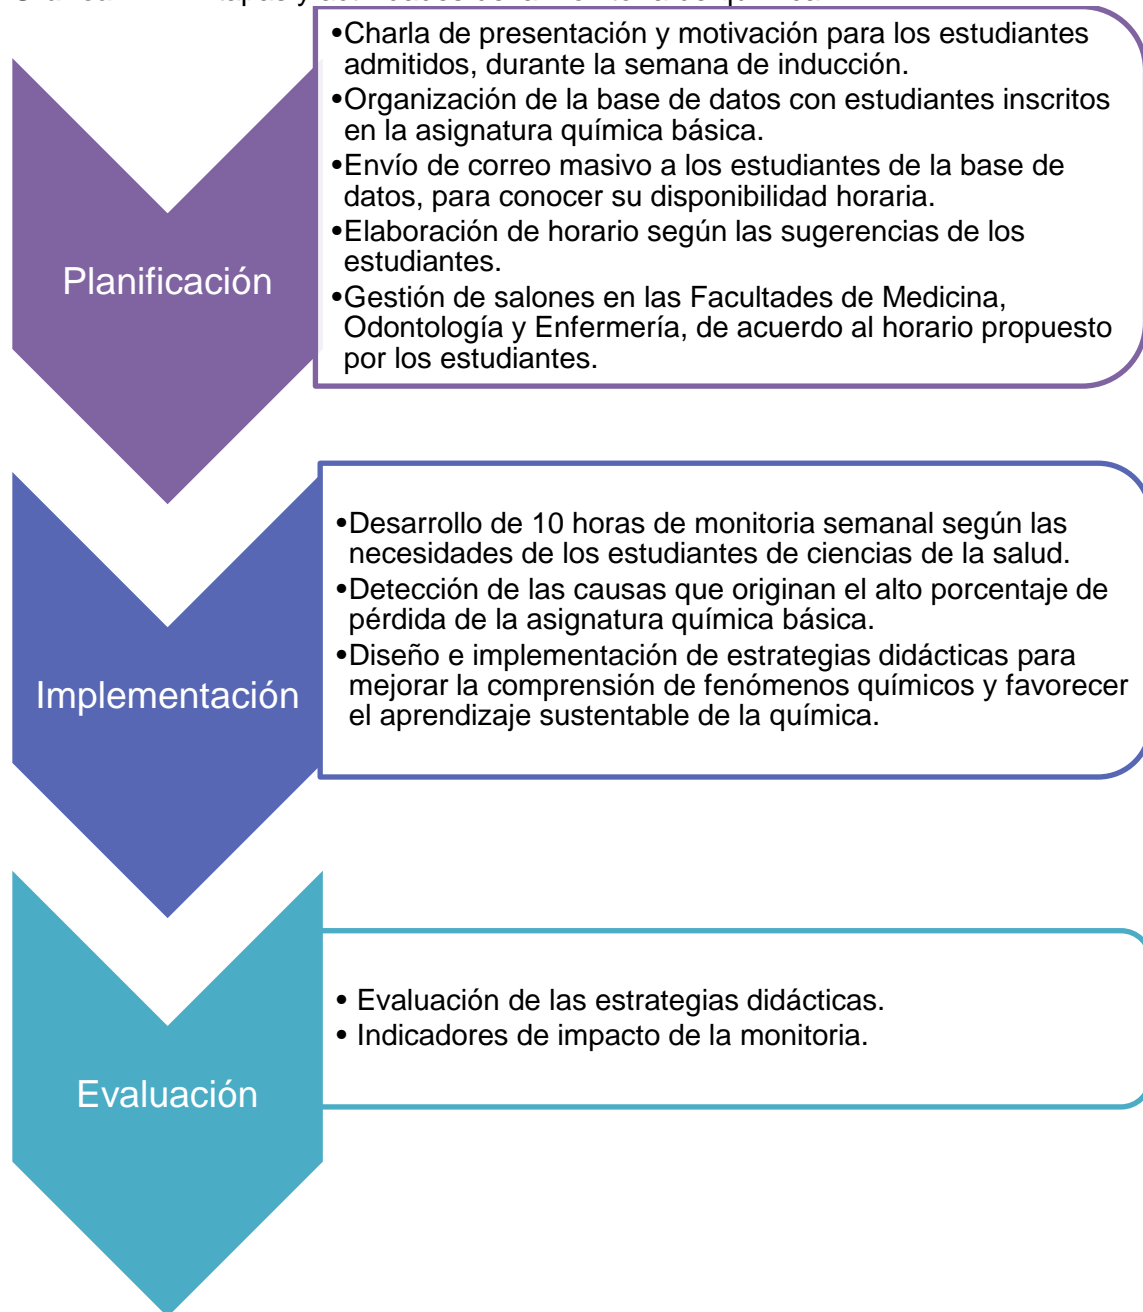 •Charla de presentación y motivación para los estudiantes
admitidos, durante la semana de inducción.
•Organización de la base de datos con estudiantes inscritos
en la asignatura química básica.
•Envío de correo masivo a los estudiantes de la base de
datos, para conocer su disponibilidad horaria.
•Elaboración de horario según las sugerencias de los
estudiantes.
•Gestión de salones en las Facultades de Medicina,
Odontología y Enfermería, de acuerdo al horario propuesto
por los estudiantes.
Planificación
•Desarrollo de 10 horas de monitoria semanal según las
necesidades de los estudiantes de ciencias de la salud.
•Detección de las causas que originan el alto porcentaje de
pérdida de la asignatura química básica.
•Diseño e implementación de estrategias didácticas para
mejorar la comprensión de fenómenos químicos y favorecer
el aprendizaje sustentable de la química.
Implementación
• Evaluación de las estrategias didácticas.
• Indicadores de impacto de la monitoria.
Evaluación